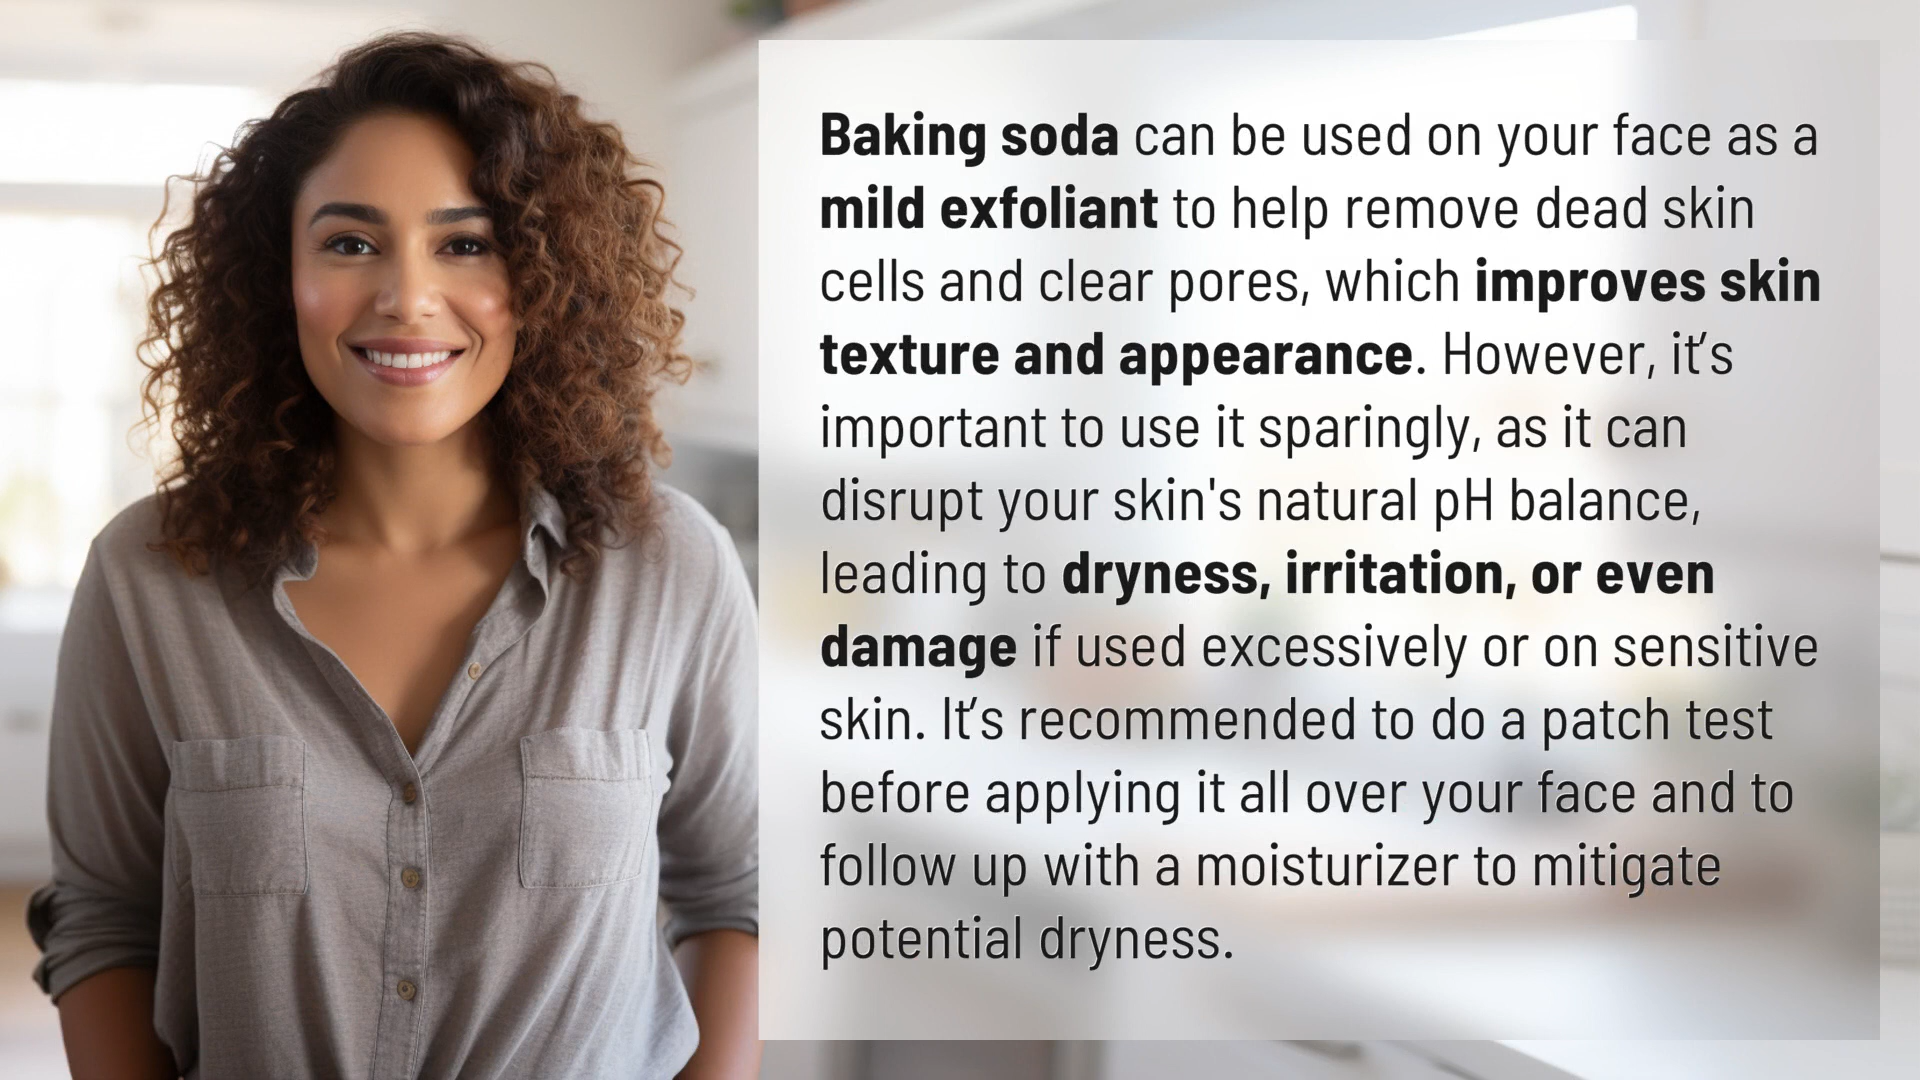 Baking soda can be used on your face as a
mild exfoliant to help remove dead skin
cells and clear pores, which improves skin
texture and appearance. However, it’s
important to use it sparingly, as it can
disrupt your skin's natural pH balance,
leading to dryness, irritation, or even
damage if used excessively or on sensitive
skin. It’s recommended to do a patch test
before applying it all over your face and to
follow up with a moisturizer to mitigate
potential dryness.